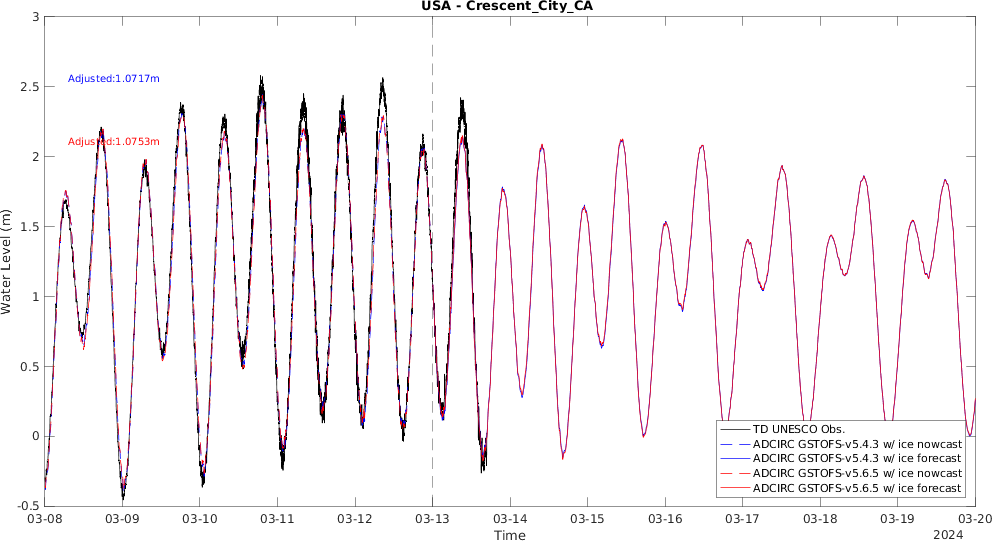 USA - Crescent_City_CA
3
2.5
2
1.5
1
0.5
0
-0.5
Water Level (m)
Adjusted:1.0717m
Adjusted:1.0753m
TD UNESCO Obs.
ADCIRC GSTOFS-v5.4.3 w/ ice nowcast
ADCIRC GSTOFS-v5.4.3 w/ ice forecast
ADCIRC GSTOFS-v5.6.5 w/ ice nowcast
ADCIRC GSTOFS-v5.6.5 w/ ice forecast
03-08 03-09 03-10 03-11 03-12 03-13 03-14 03-15 03-16 03-17 03-18 03-19 03-20
Time
2024